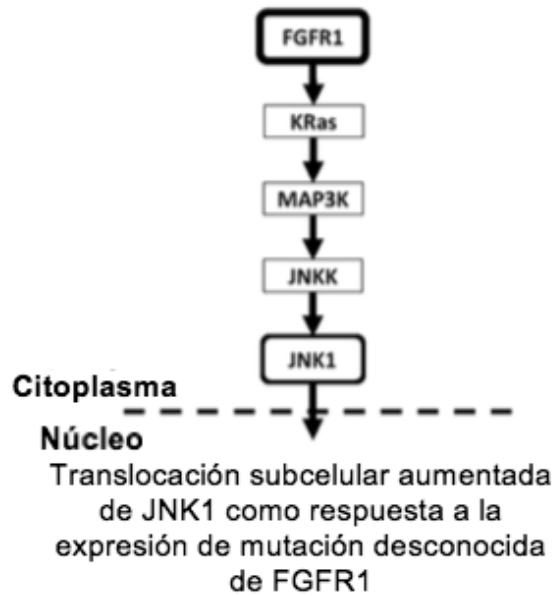 FGFR1
KRas
MAP3K
JNKK
JNK1
Citoplasma
Núcleo
Translocación subcelular aumentada
de JNK1 como respuesta a la
expresión de mutación desconocida
de FGFR1